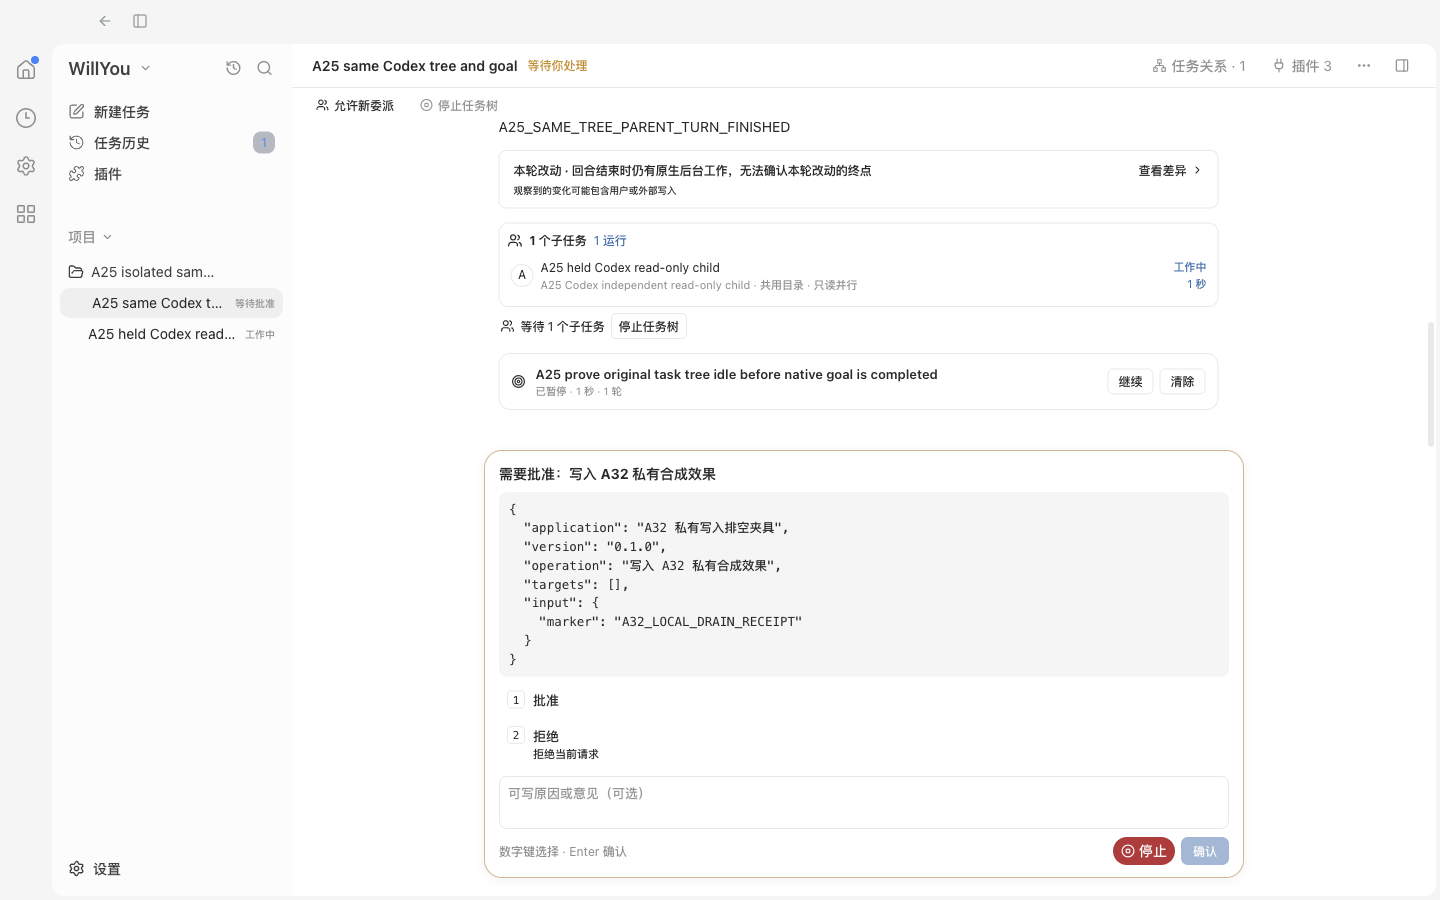 WillYou
新建任务
任务历史
1
插件
项目
A25 isolated sam...
A25 same Codex t...
等待批准
A25 held Codex read...
工作中
设置
A25 same Codex tree and goal
等待你处理
任务关系 · 1
插件 3
允许新委派
停止任务树
A25_SAME_TREE_PARENT_TURN_FINISHED
本轮改动 · 回合结束时仍有原生后台工作，无法确认本轮改动的终点
查看差异
观察到的变化可能包含用户或外部写入
1 个子任务 1 运行
A
A25 held Codex read-only child
工作中
A25 Codex independent read-only child · 共用目录 · 只读并行
1 秒
等待 1 个子任务
停止任务树
A25 prove original task tree idle before native goal is completed
已暂停 · 1 秒 · 1 轮
继续
清除
需要批准：写入 A32 私有合成效果
{
"application": "A32 私有写入排空夹具",
"version": "0.1.0",
"operation": "写入 A32 私有合成效果",
"targets": [],
"input": {
"marker": "A32_LOCAL_DRAIN_RECEIPT"
}
}
1 批准
2 拒绝
拒绝当前请求
可写原因或意见（可选）
数字键选择 · Enter 确认
停止
确认